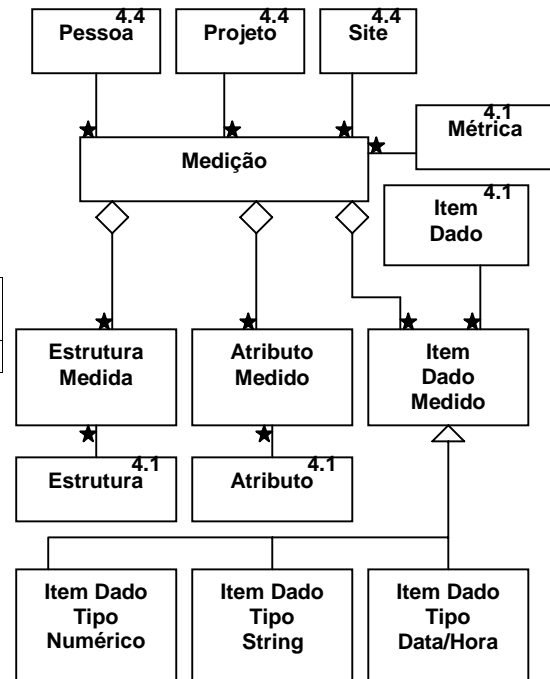 4.4
Pessoa
4.4
Projeto
4.4
Site
4.1
Métrica
Medição
4.1
Item
Dado
Estrutura
Medida
Atributo
Medido
Item
Dado
Medido
4.1
Estrutura
4.1
Atributo
Item Dado
Tipo
Numérico
Item Dado
Tipo
String
Item Dado
Tipo
Data/Hora